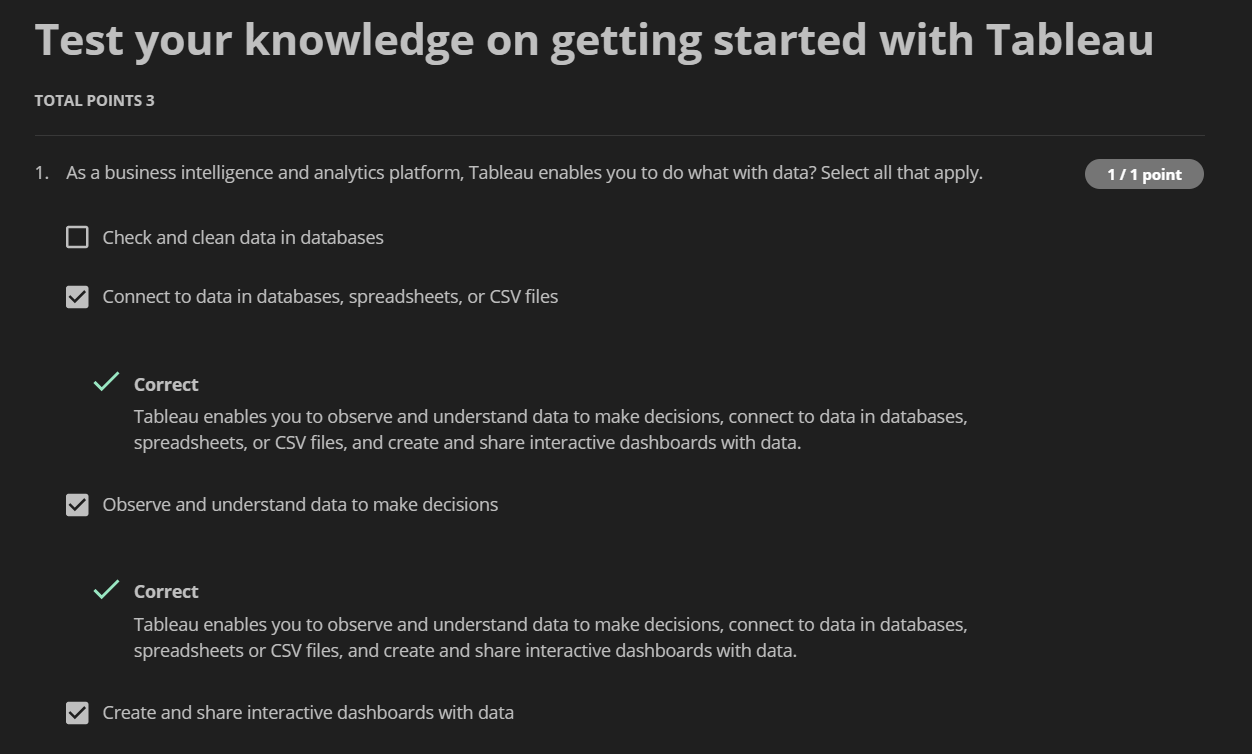 Test your knowledge on getting started with Tableau
TOTAL POINTS 3
1. As a business intelligence and analytics platform, Tableau enables you to do what with data? Select all that apply.
1 / 1 point
Check and clean data in databases
Connect to data in databases, spreadsheets, or CSV files
Correct
Tableau enables you to observe and understand data to make decisions, connect to data in databases,
spreadsheets, or CSV files, and create and share interactive dashboards with data.
Observe and understand data to make decisions
Correct
Tableau enables you to observe and understand data to make decisions, connect to data in databases,
spreadsheets or CSV files, and create and share interactive dashboards with data.
Create and share interactive dashboards with data